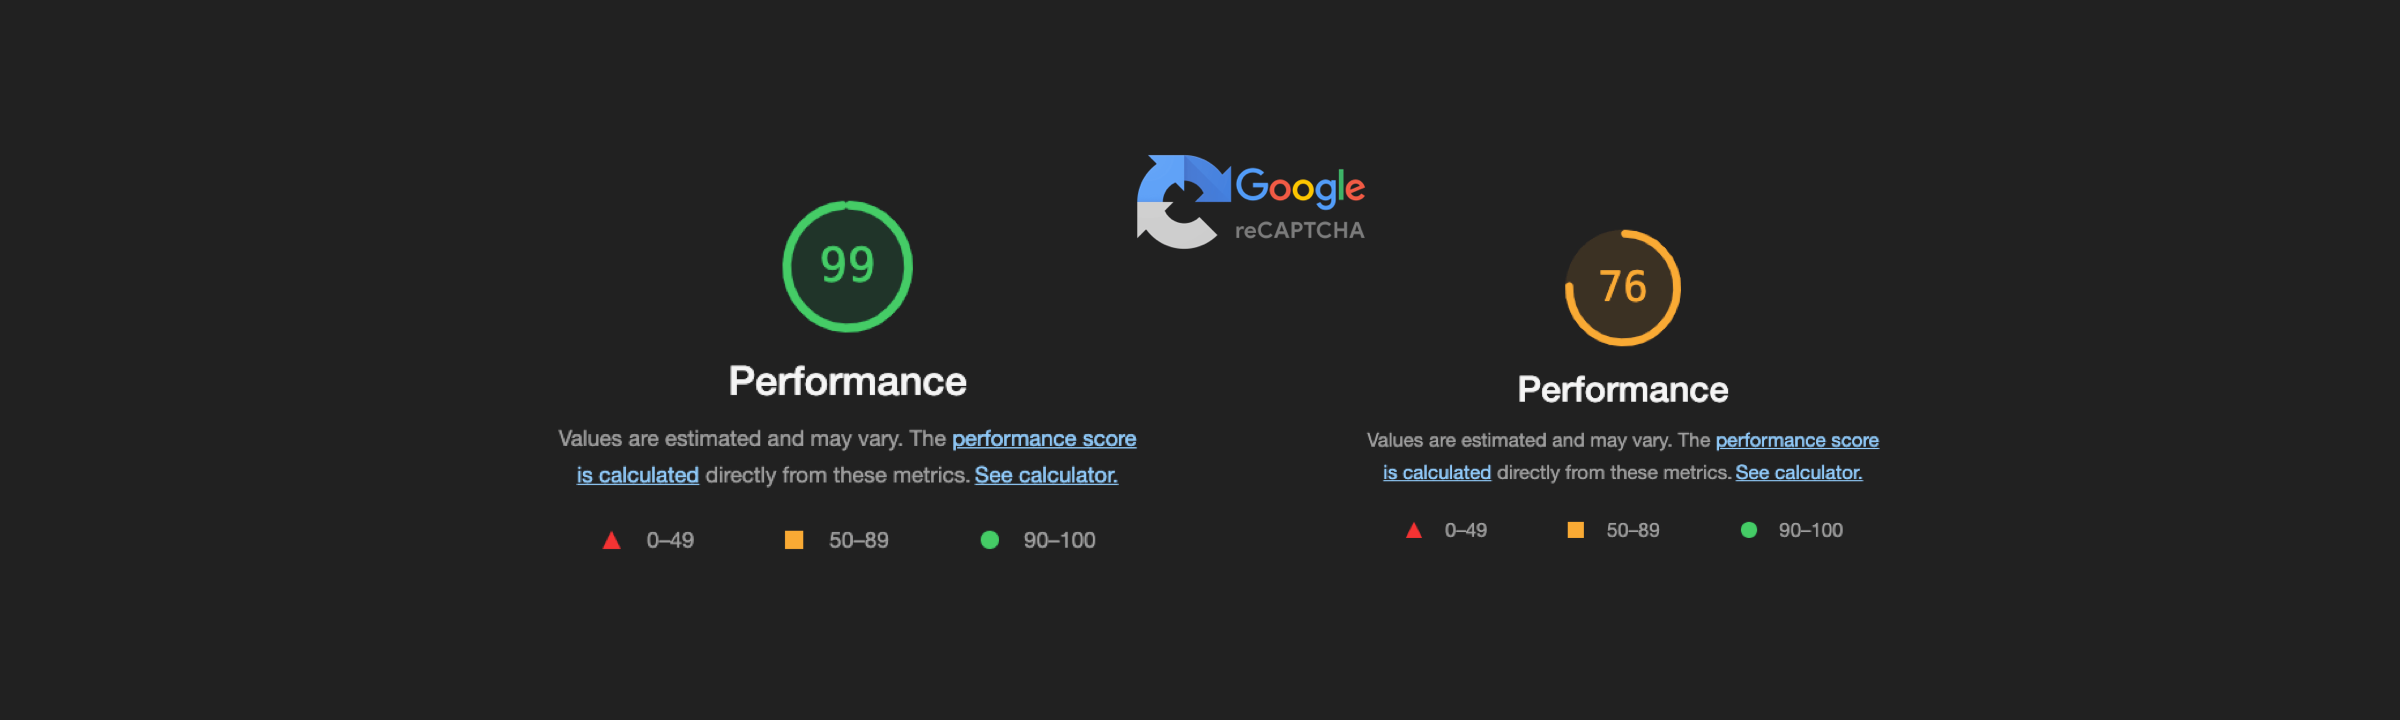 99
Performance
Values are estimated and may vary. The performance score
is calculated directly from these metrics. See calculator.
0–49
50–89
90–100
Google
reCAPTCHA
76
Performance
Values are estimated and may vary. The performance score
is calculated directly from these metrics. See calculator.
0–49
50–89
90–100